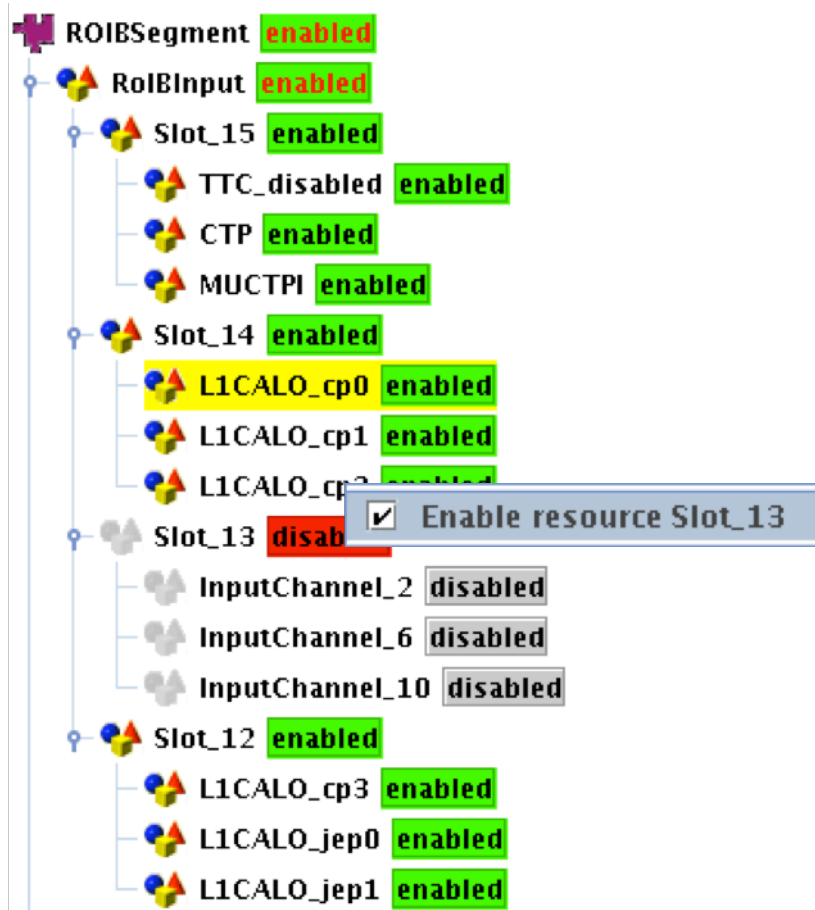 ROIBSegment enabled
RoIBInput enabled
Slot_15 enabled
TTC_disabled enabled
CTP enabled
MUCTPI enabled
Slot_14 enabled
L1CALO_cp0 enabled
L1CALO_cp1 enabled
Enable resource Slot_13
Slot_13
InputChannel_2 disabled
InputChannel_6 disabled
InputChannel_10 disabled
Slot_12 enabled
L1CALO_cp3 enabled
L1CALO_jep0 enabled
L1CALO_jep1 enabled